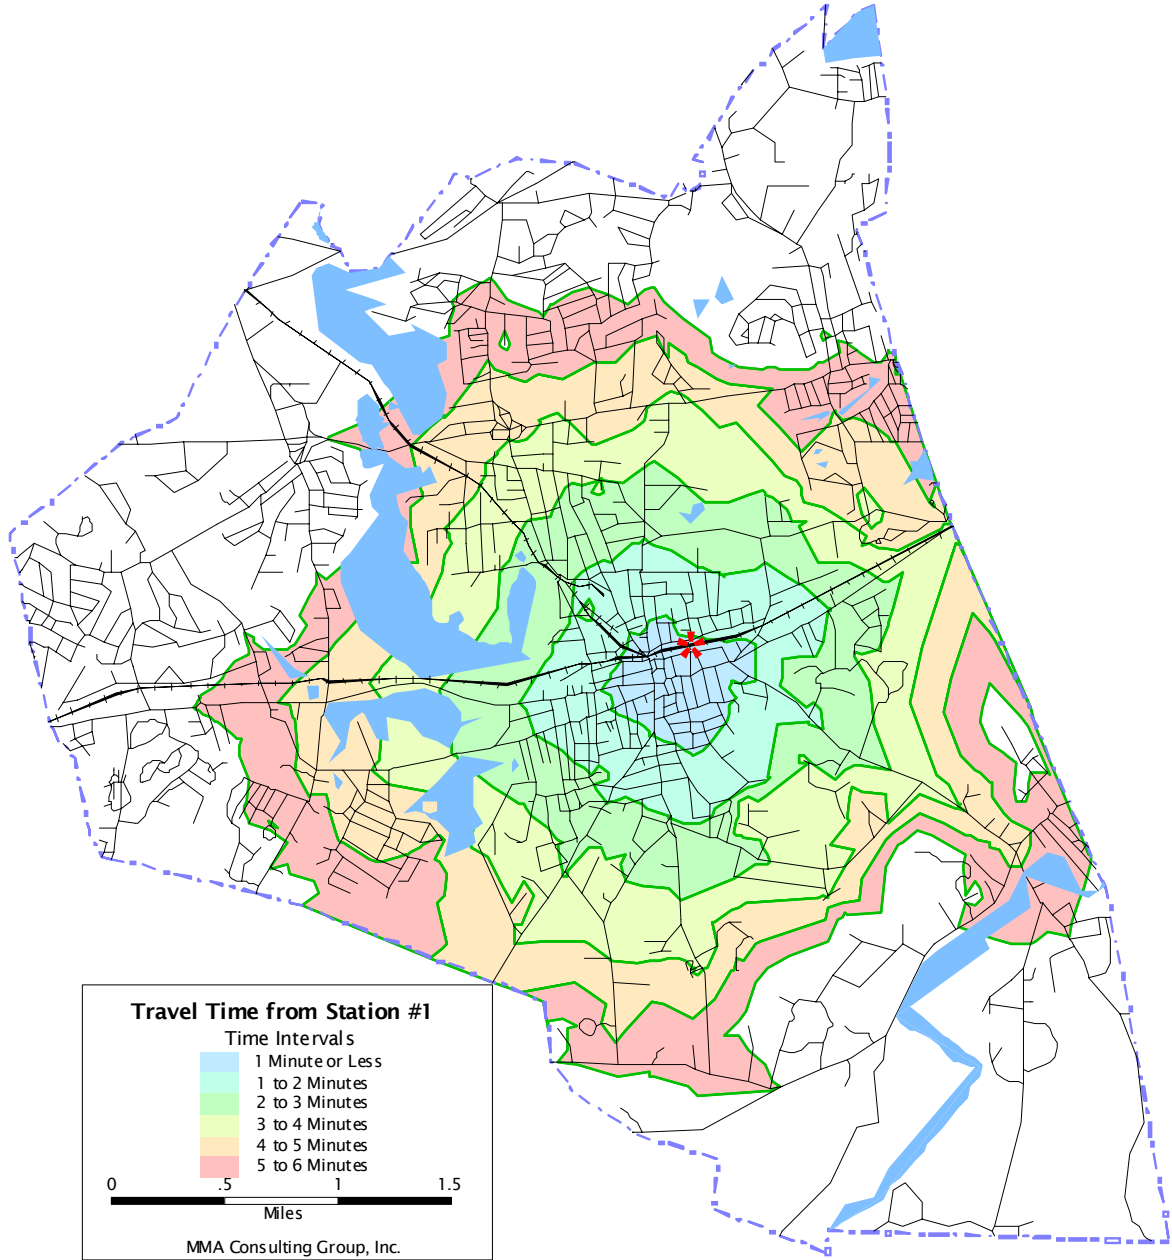 Travel Time from Station #1
Time Intervals
1 Minute or Less
1 to 2 Minutes
2 to 3 Minutes
3 to 4 Minutes
4 to 5 Minutes
5 to 6 Minutes
0 .5 1 1.5
Miles
MMA Consulting Group, Inc.